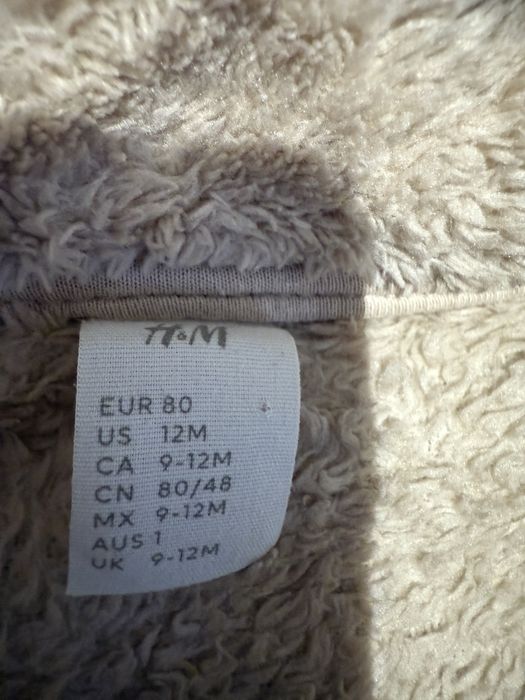 H&M
EUR 80
US 12M
CA 9-12M
CN 80/48
MX 9-12M
AUS 1
UK 9-12M